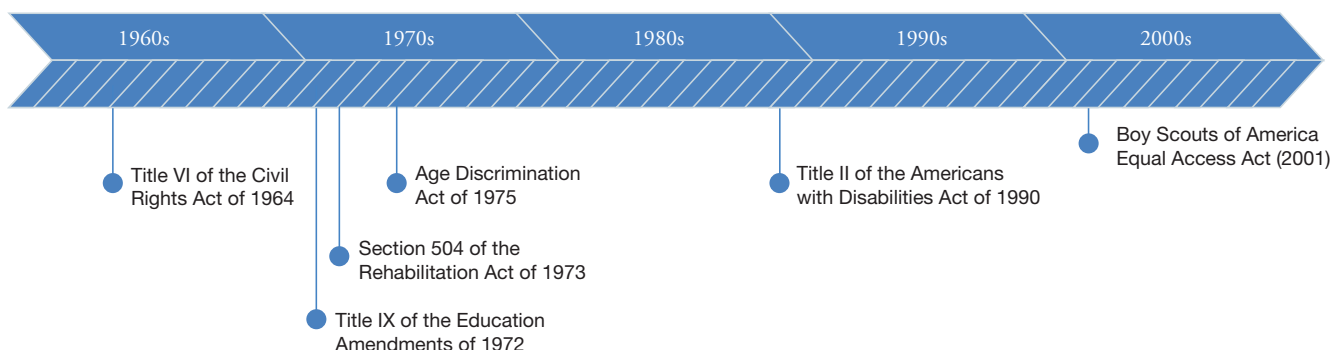 1960s
1970s
1980s
1990s
2000s
Title VI of the Civil
Rights Act of 1964
Age Discrimination
Act of 1975
Title II of the Americans
with Disabilities Act of 1990
Boy Scouts of America
Equal Access Act (2001)
Section 504 of the
Rehabilitation Act of 1973
Title IX of the Education
Amendments of 1972